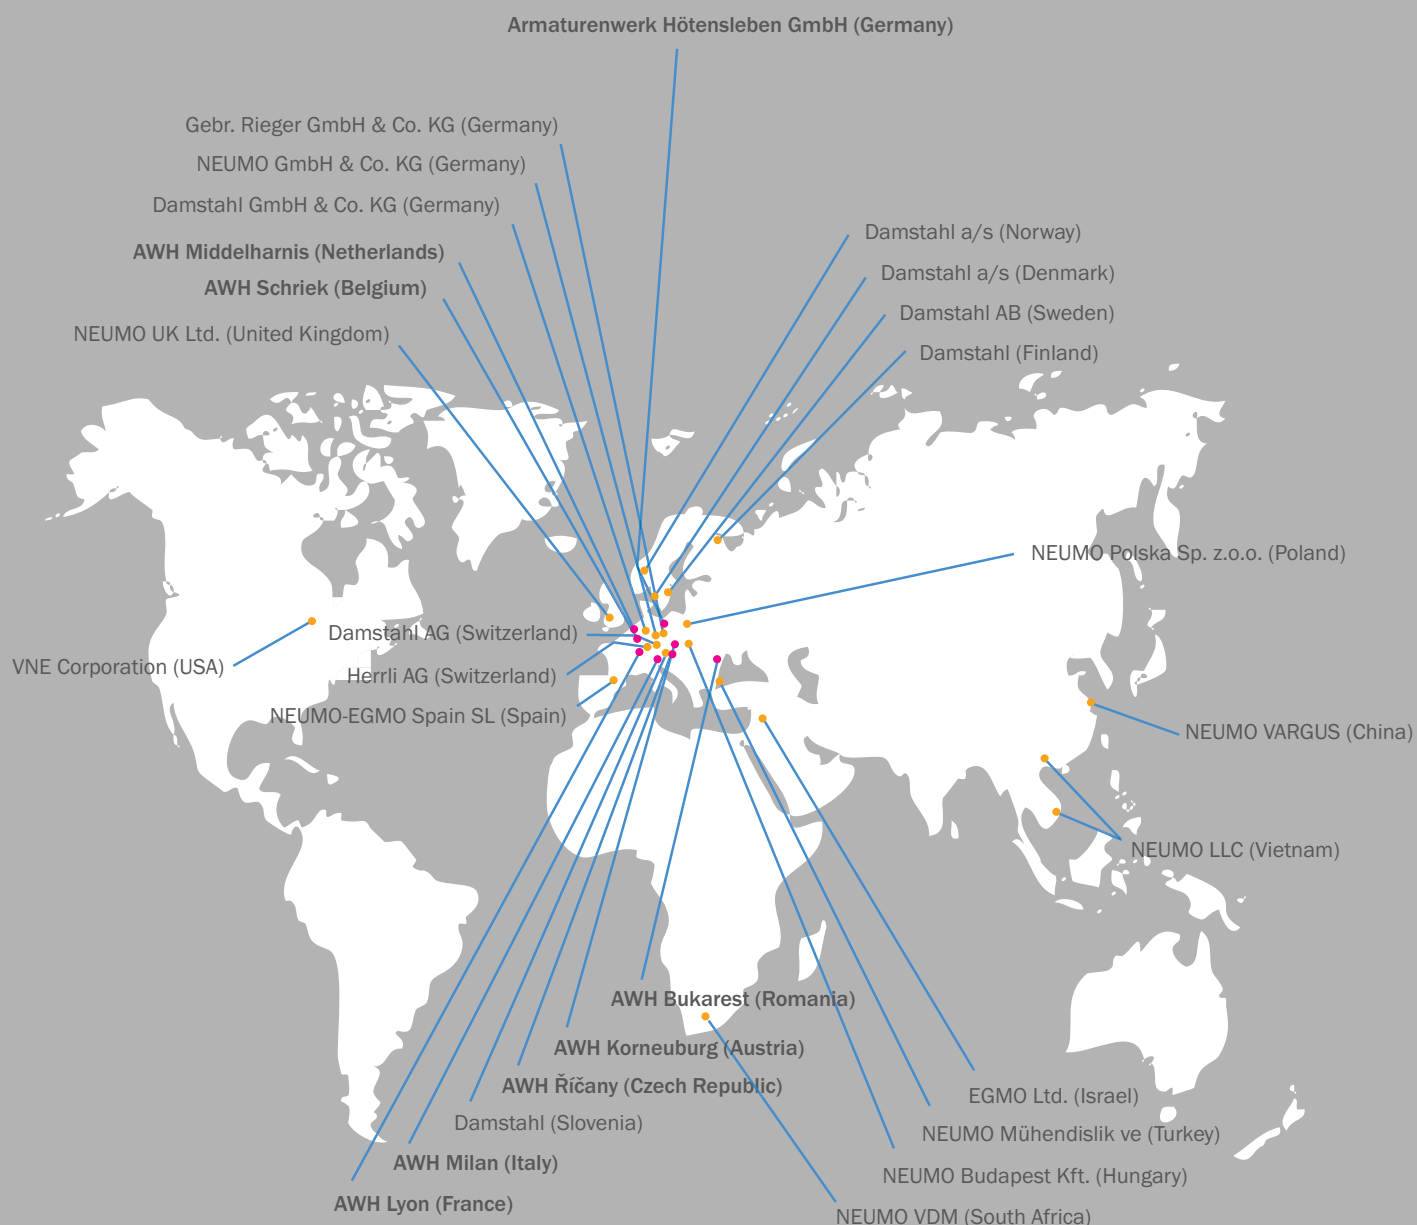 Armaturenwerk Hötensleben GmbH (Germany)
Gebr. Rieger GmbH & Co. KG (Germany)
NEUMO GmbH & Co. KG (Germany)
Damstahl GmbH & Co. KG (Germany)
AWH Middelharnis (Netherlands)
AWH Schriek (Belgium)
NEUMO UK Ltd. (United Kingdom)
Damstahl a/s (Norway)
Damstahl a/s (Denmark)
Damstahl AB (Sweden)
Damstahl (Finland)
NEUMO Polska Sp. z.o.o. (Poland)
Damstahl AG (Switzerland)
VNE Corporation (USA)
Herrli AG (Switzerland)
NEUMO-EGMO Spain SL (Spain)
NEUMO VARGUS (China)
NEUMO LLC (Vietnam)
AWH Bukarest (Romania)
AWH Korneuburg (Austria)
AWH Říčany (Czech Republic)
Damstahl (Slovenia)
AWH Milan (Italy)
AWH Lyon (France)
EGMO Ltd. (Israel)
NEUMO Mühendislik ve (Turkey)
NEUMO Budapest Kft. (Hungary)
NEUMO VDM (South Africa)